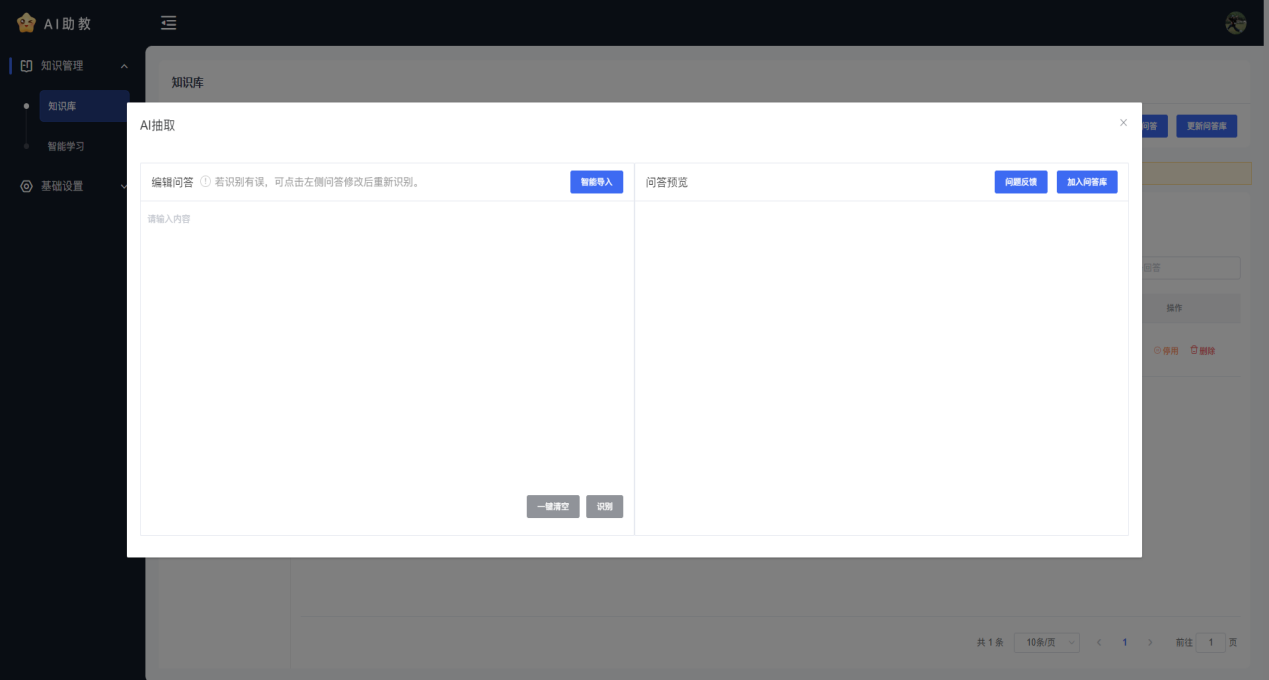 AI助教
知识管理
知识库
知识库
智能学习
基础设置
问答
更新问答库
AI抽取
编辑问答
若识别有误，可点击左侧问答修改后重新识别。
智能导入
问答预览
问题反馈
加入问答库
请输入内容
操作
停用
删除
一键清空
识别
共 1 条
10条/页
1
前往
1
页